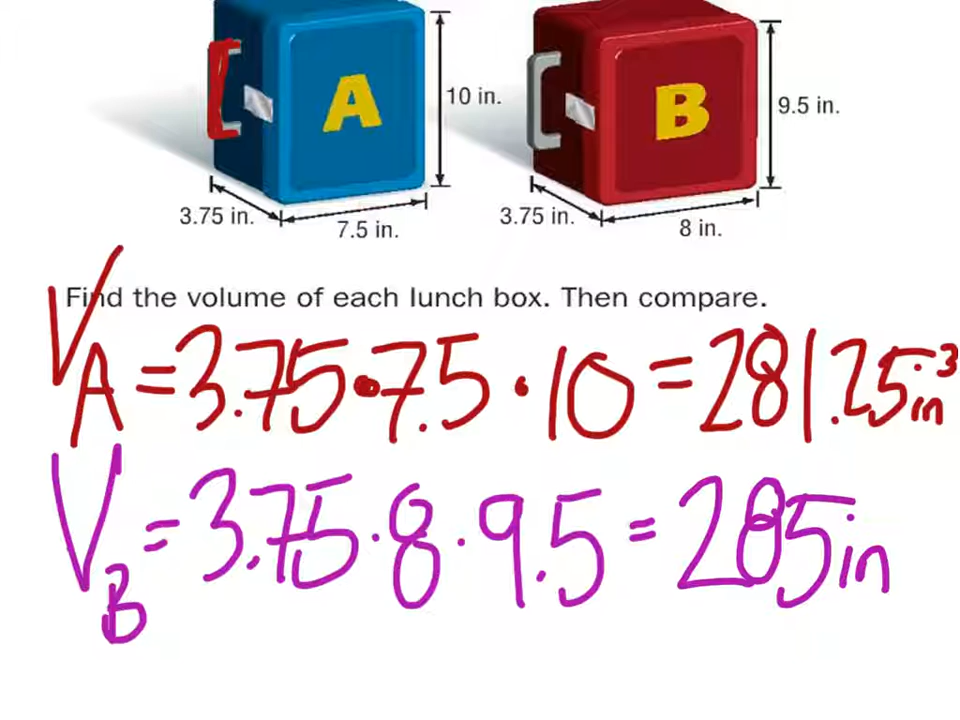 A 10 in. B 9.5 in.
3.75 in. 7.5 in. 3.75 in. 8 in.
Find the volume of each lunch box. Then compare.
V_A = 3.75 • 7.5 • 10 = 281.25 in³
V_B = 3.75 · 8 · 9.5 = 285 in